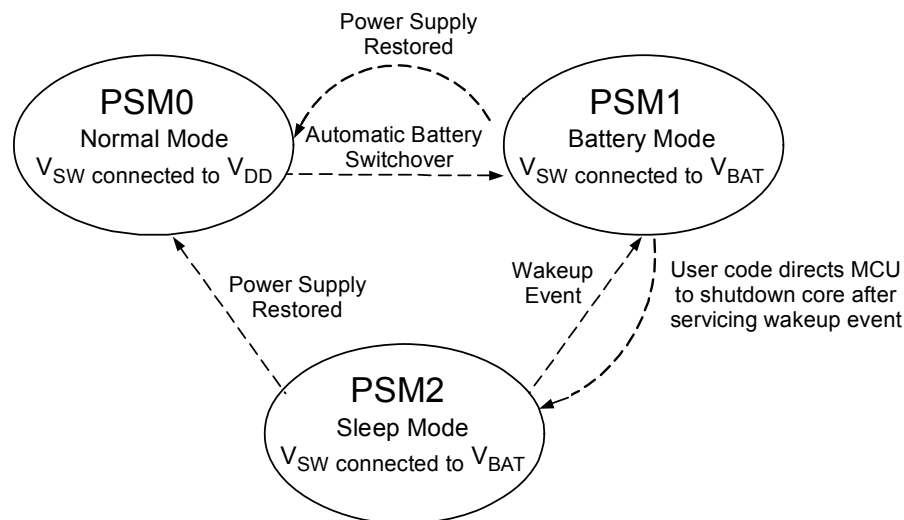 Power Supply
Restored
PSM0
Normal Mode
VSW connected to VDD
Automatic Battery
Switchover
PSM1
Battery Mode
VSW connected to VBAT
Power Supply
Restored
Wakeup
Event
User code directs MCU
to shutdown core after
servicing wakeup event
PSM2
Sleep Mode
VSW connected to VBAT